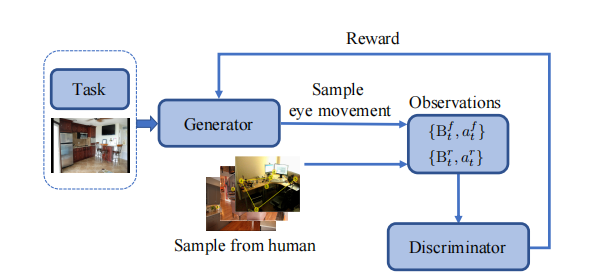 Reward
Task
Generator
Sample
eye movement
Observations
{B_t^f, a_t^f}
{B_t^r, a_t^r}
Sample from human
Discriminator